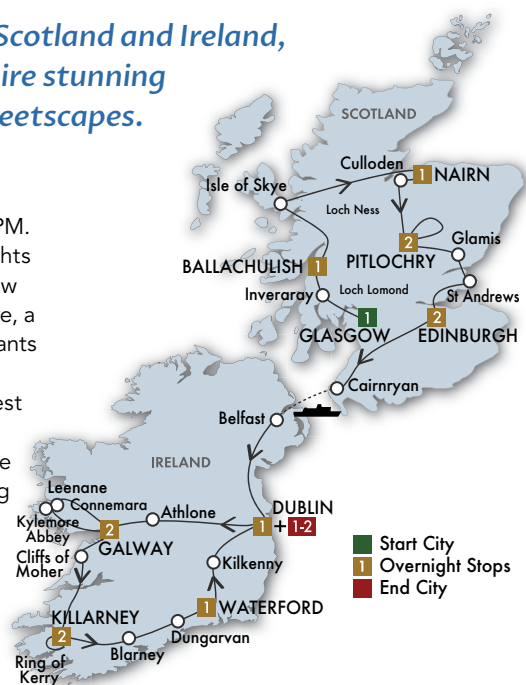 Scotland and Ireland,
ire stunning
eetscapes.
PM.
hts
w
e, a
ants
est
e
g
SCOTLAND
Culloden
1 NAIRN
Isle of Skye
Loch Ness
2
PITLOCHRY
Glamis
BALLACHULISH 1
Inveraray
Loch Lomond
St Andrews
1
GLASGOW
2
EDINBURGH
Cairnryan
Belfast
IRELAND
Leenane
Connemara
Kylemore
Abbey
Athlone
DUBLIN
1 + 1-2
2
GALWAY
Cliffs of
Moher
Kilkenny
1 WATERFORD
KILLARNEY
2
Dungarvan
Blarney
Ring of
Kerry
Start City
1 Overnight Stops
End City